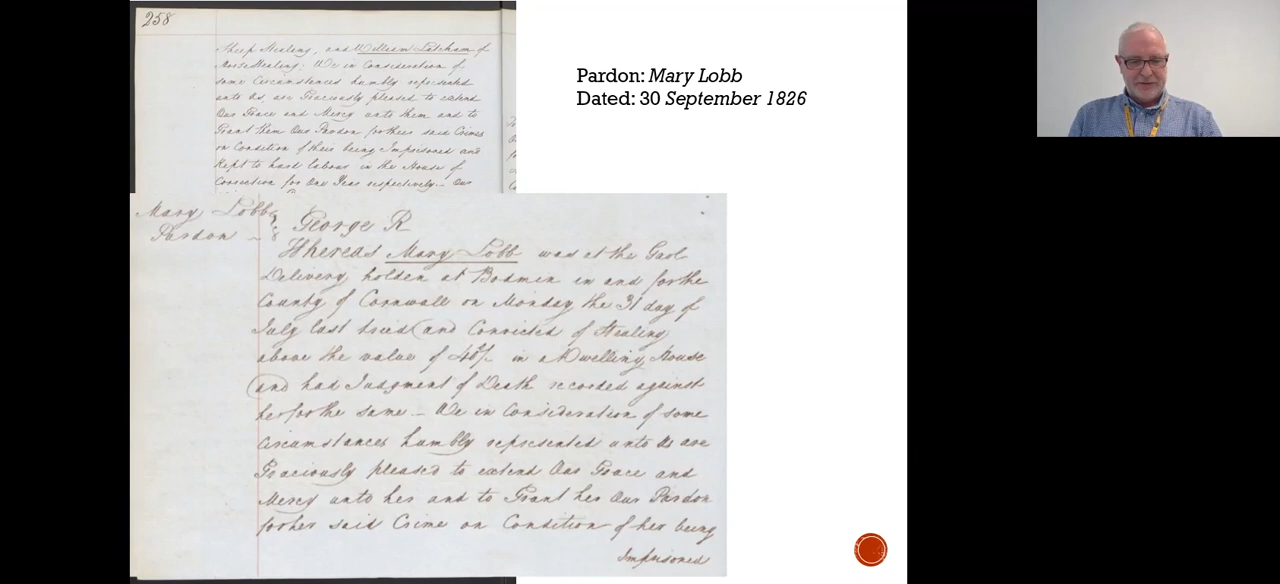 258
Sheep Stealing, and William Latcham of
Horse Stealing. We in Consideration of
some Circumstances humbly represented
unto Us are Graciously pleased to extend
Our Grace and Mercy unto them and to
Grant them Our Pardon for their said Crimes
on Condition of their being Imprisoned and
kept to hard labour in the House of
Correction for One Year respectively - Our
Mary Lobb
Pardon
George R
Whereas Mary Lobb was at the Gaol
Delivery holden at Bodmin in and for the
County of Cornwall on Monday the 31 day of
July last tried and Convicted of Stealing
above the value of 40/- in a Dwelling House
and had Judgment of Death recorded against
her for the same - We in Consideration of some
circumstances humbly represented unto Us are
Graciously pleased to extend Our Grace and
Mercy unto her and to Grant her Our Pardon
for her said Crime on Condition of her being
Imprisoned
Pardon: Mary Lobb
Dated: 30 September 1826